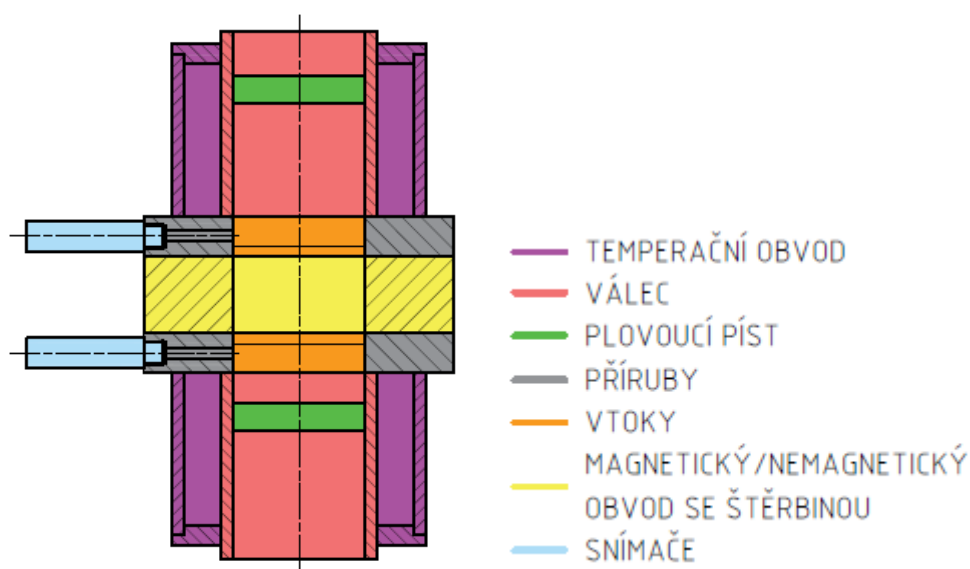 TEMPERAČNÍ OBVOD
VÁLEC
PLOVOUCÍ PÍST
PŘÍRUBY
VTOKY
MAGNETICKÝ/NEMAGNETICKÝ
OBVOD SE ŠTĚRBINOU
SNÍMAČE